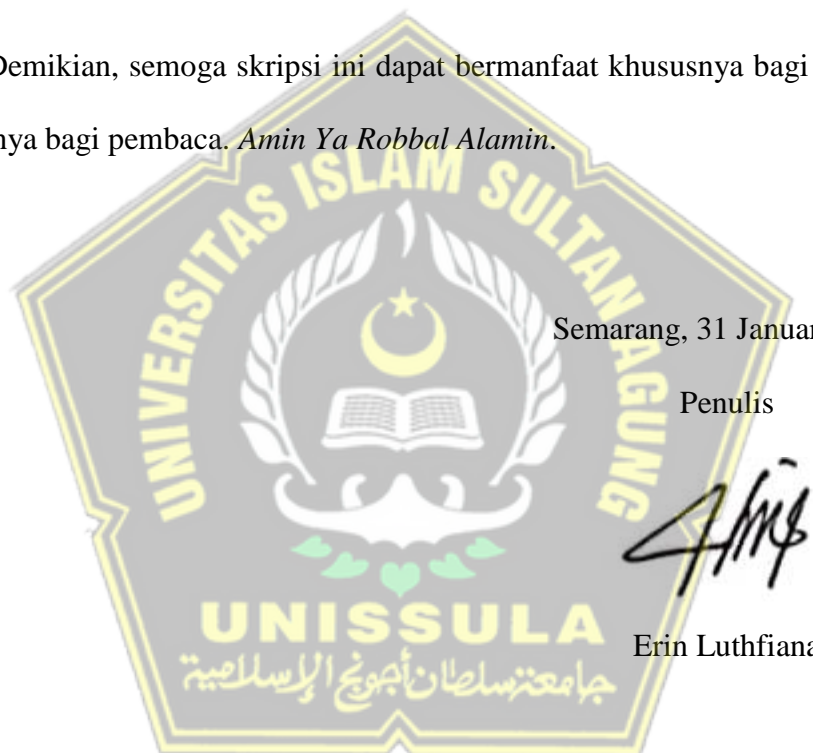 Demikian, semoga skripsi ini dapat bermanfaat khususnya bagi
nya bagi pembaca. Amin Ya Robbal Alamin.
UNIVERSITAS ISLAM SULTAN AGUNG
Semarang, 31 Januar
Penulis
Erin Luthfiana
UNISSULA
جامعة سلطان أجونج الإسلامية